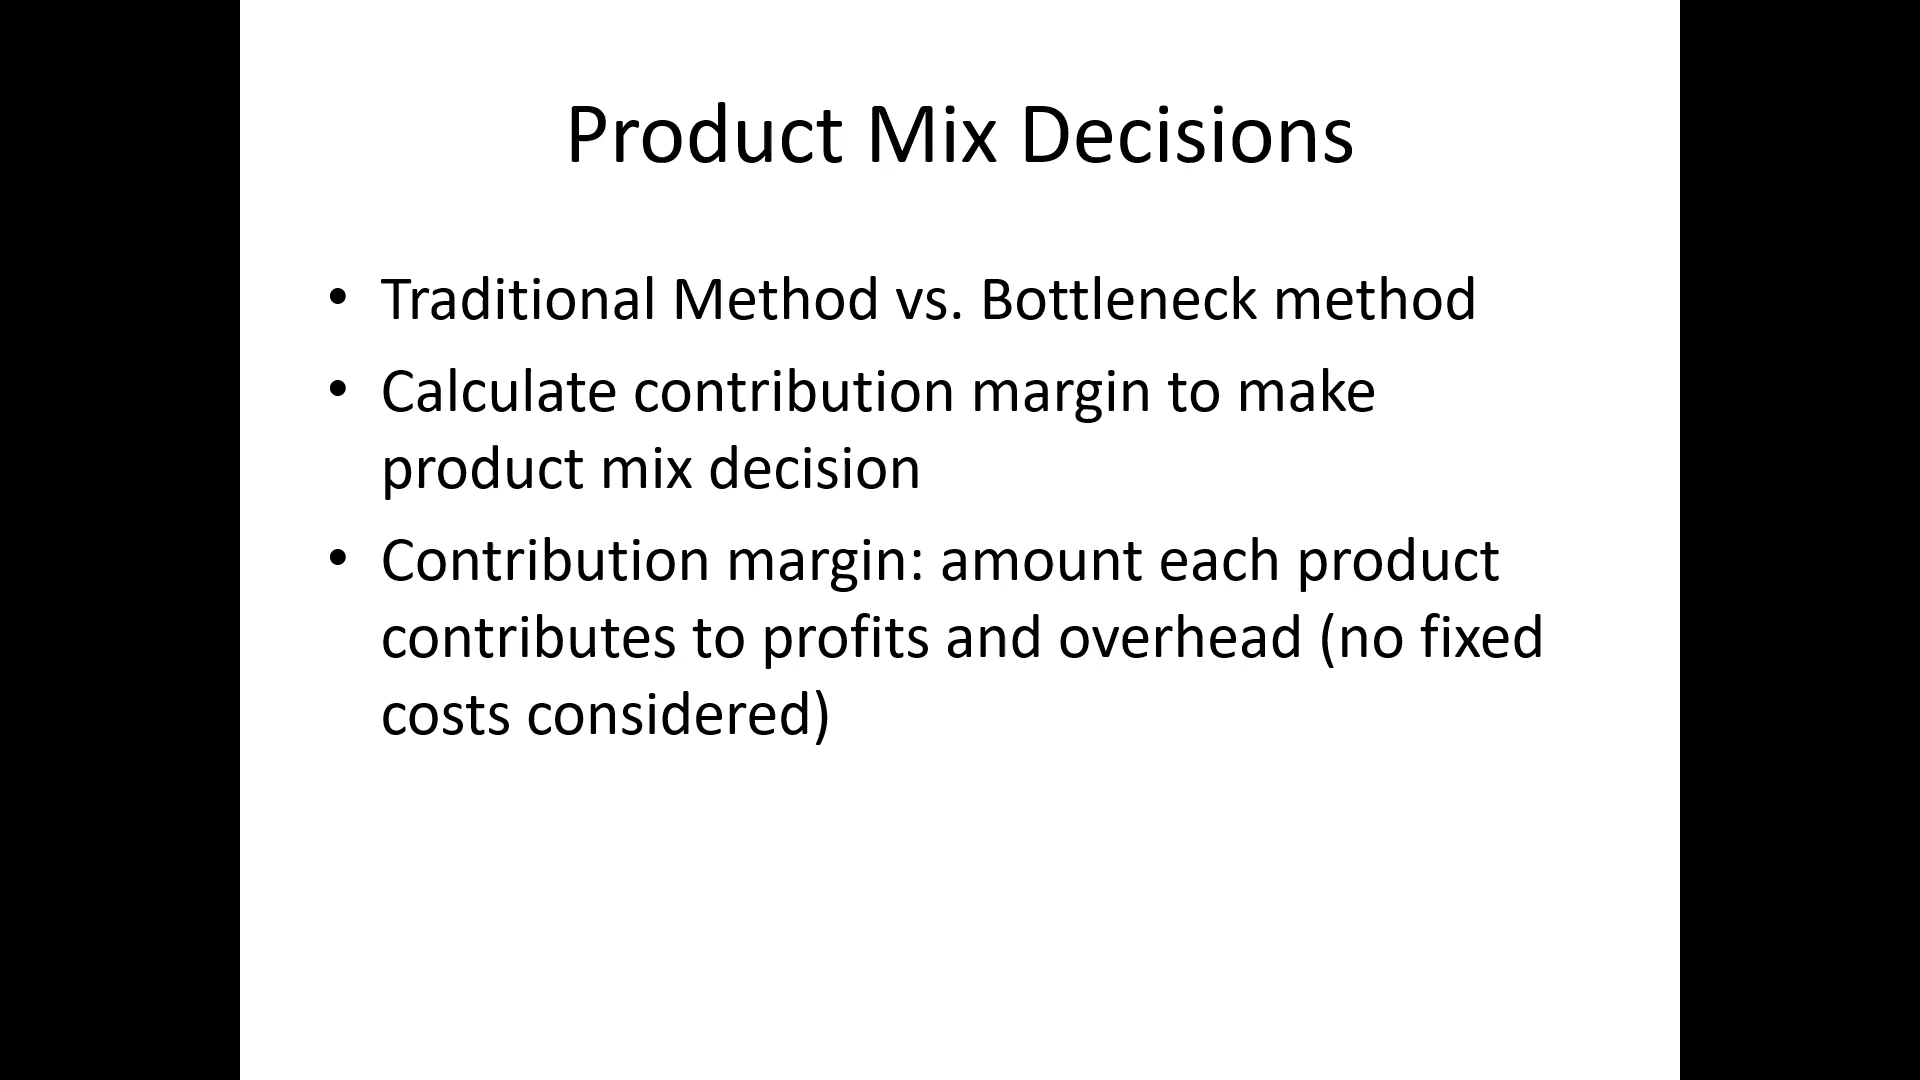 Product Mix Decisions
• Traditional Method vs. Bottleneck method
• Calculate contribution margin to make
product mix decision
• Contribution margin: amount each product
contributes to profits and overhead (no fixed
costs considered)